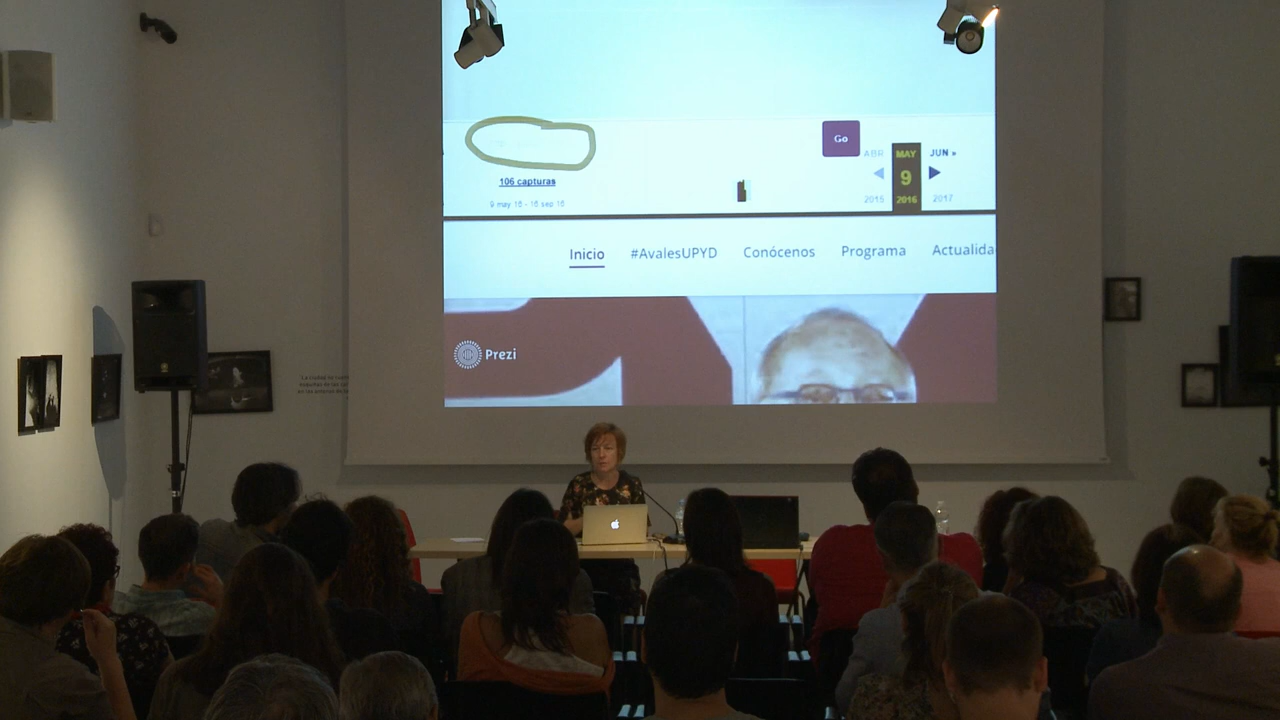 Go
ABR MAY JUN »
106 capturas
9
9 may 16 - 16 sep 16
2015 2016 2017
Inicio #AvalesUPYD Conócenos Programa Actualida
Prezi